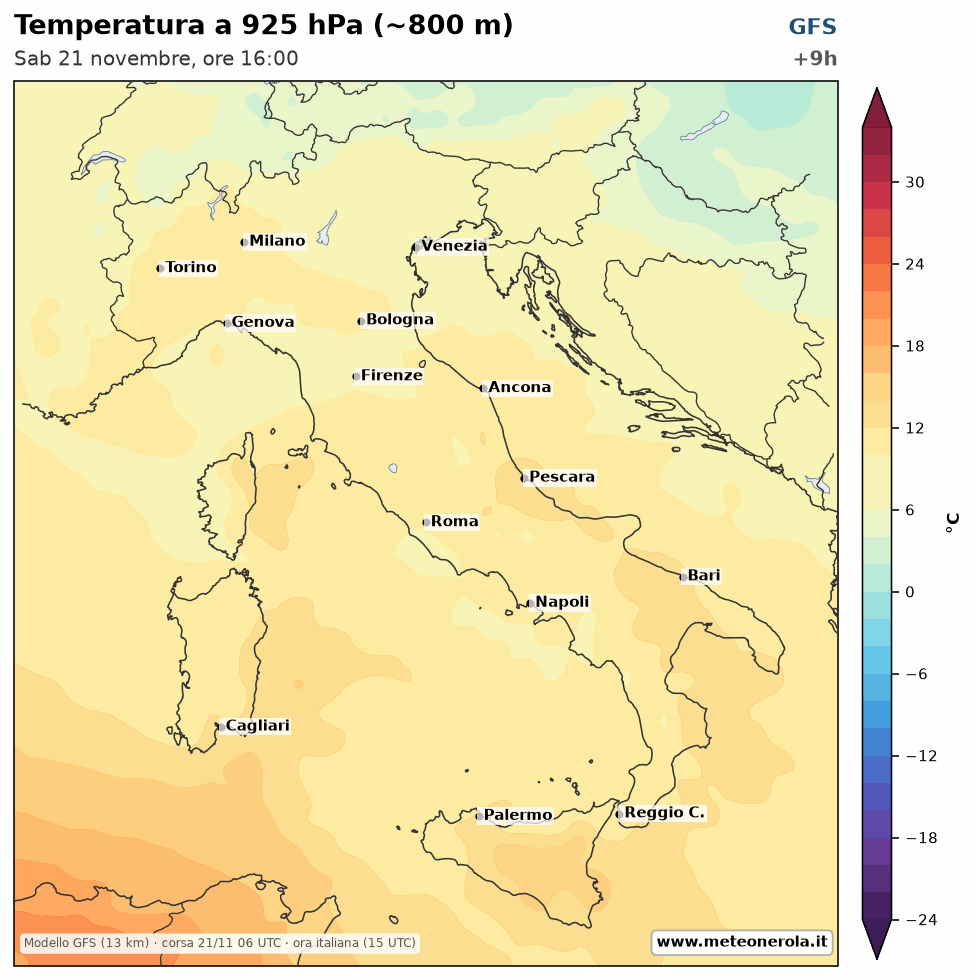 Temperatura a 925 hPa (~800 m)
GFS
Sab 21 novembre, ore 16:00
+9h
Milano
Venezia
Torino
Genova
Bologna
Firenze
Ancona
Pescara
Roma
Bari
Napoli
Cagliari
Palermo
Reggio C.
30
24
18
12
6
0
−6
−12
−18
−24
°C
Modello GFS (13 km) · corsa 21/11 06 UTC · ora italiana (15 UTC)
www.meteonerola.it